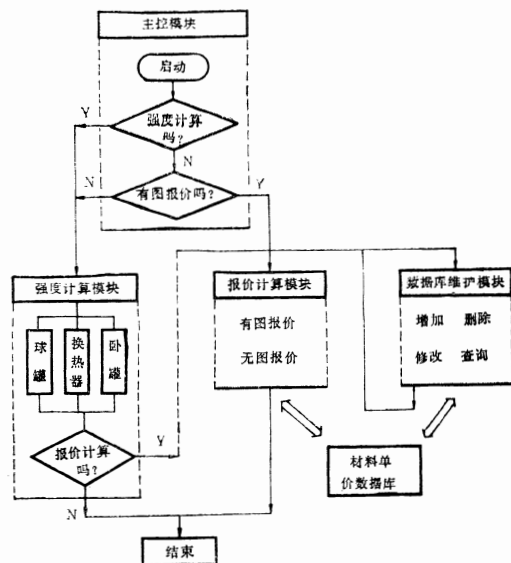 主控模块
启动
Y
强度计算
吗?
N
N
有图报价吗?
Y
强度计算模块
报价计算模块
数据库维护模块
球罐
换热器
卧罐
有图报价
无图报价
增加 删除
修改 查询
报价计算
吗?
Y
材料单
价数据库
N
结束